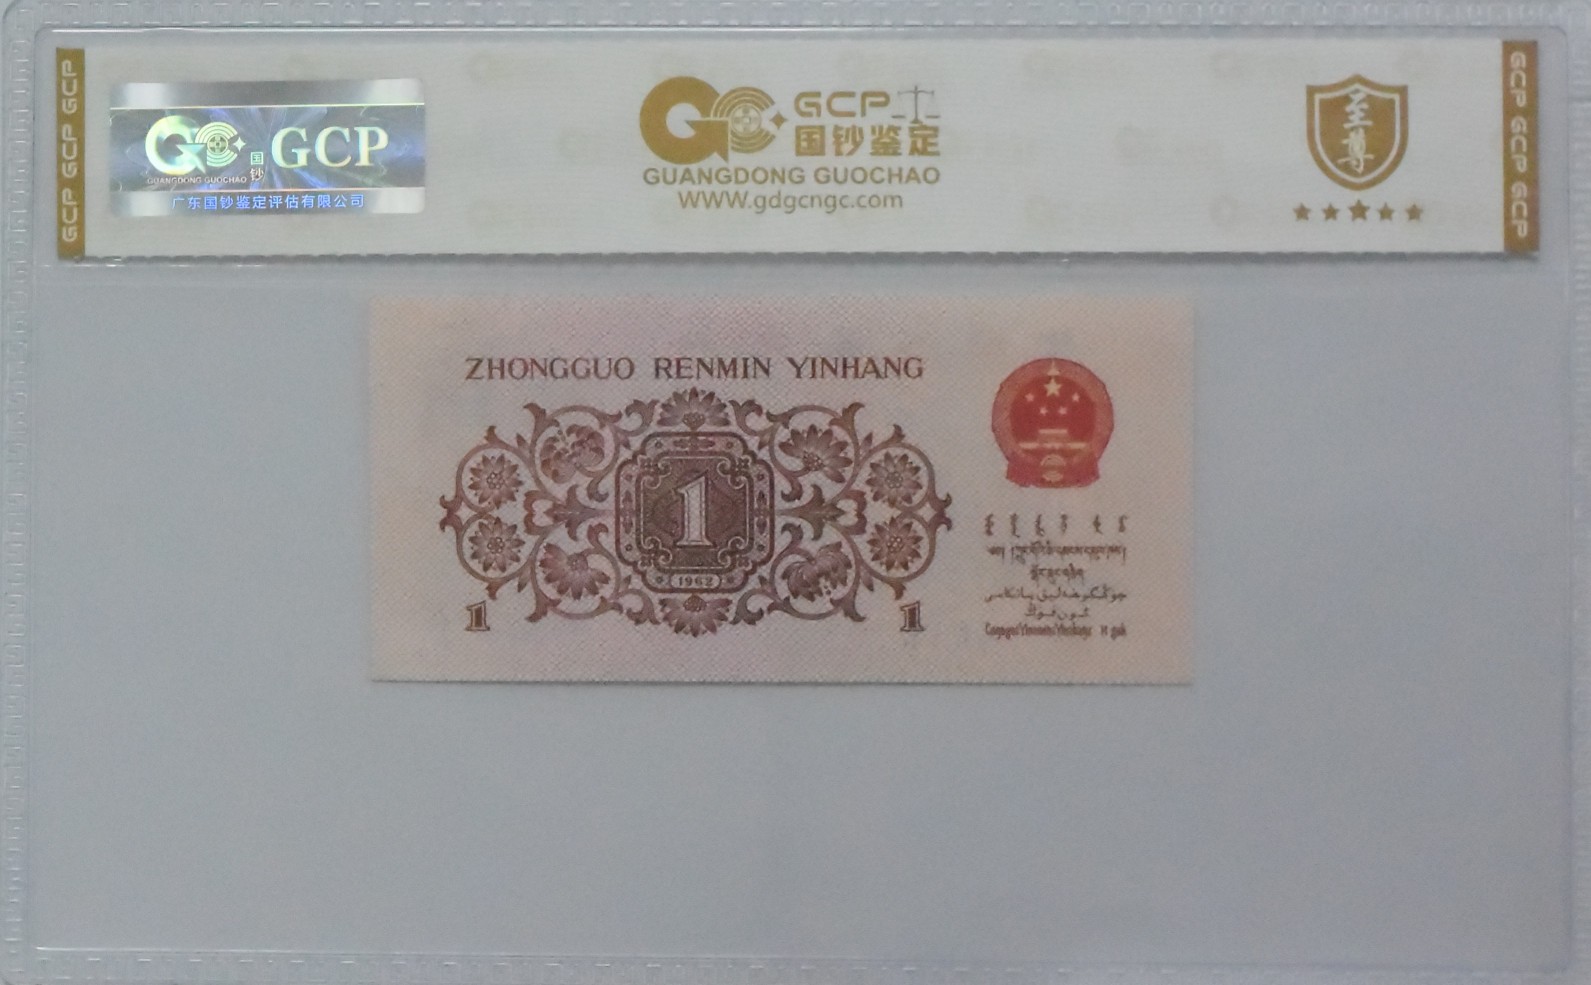 GCP GCP GCP
GC 国钞 GCP
GUANGDONG GUOCHAO
广东国钞鉴定评估有限公司
GCP
国钞鉴定
GUANGDONG GUOCHAO
WWW.gdgcngc.com
至尊
GCP GCP GCP
ZHONGGUO RENMIN YINHANG
1
1962
1 1